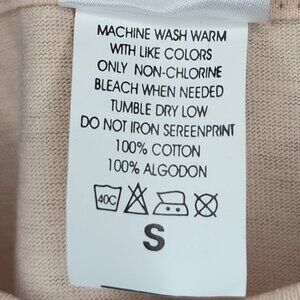 MACHINE WASH WARM
WITH LIKE COLORS
ONLY NON-CHLORINE
BLEACH WHEN NEEDED
TUMBLE DRY LOW
DO NOT IRON SEREENPRINT
100% COTTON
100% ALGODON
40C
S